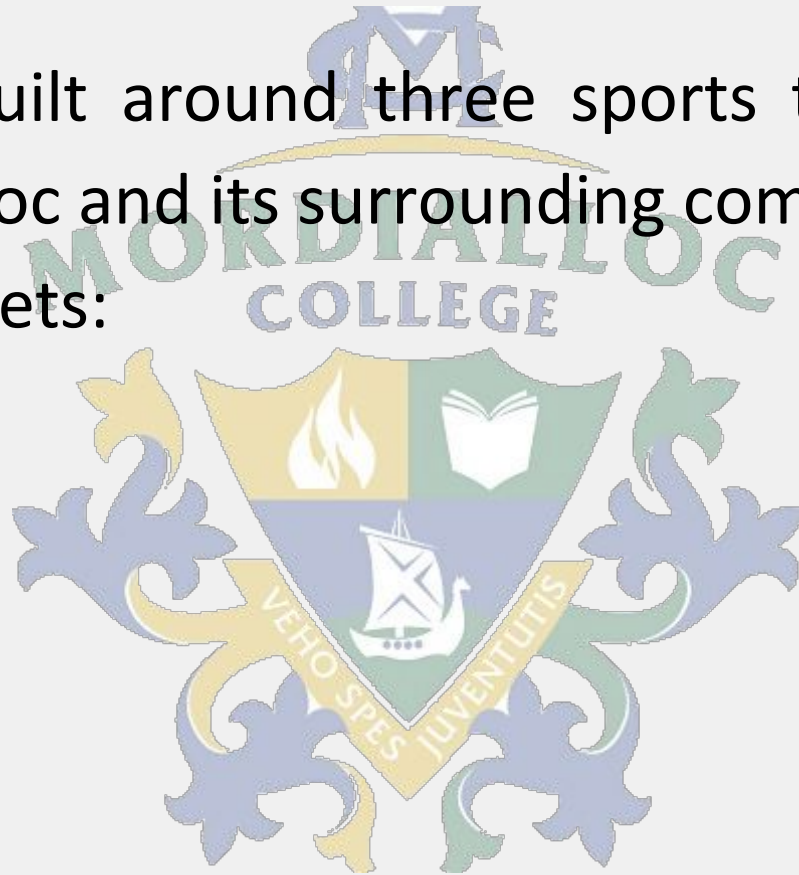 uilt around three sports t
oc and its surrounding com
ets:
MORDIALLOC
COLLEGE
VEHO SPES JUVENTUTIS